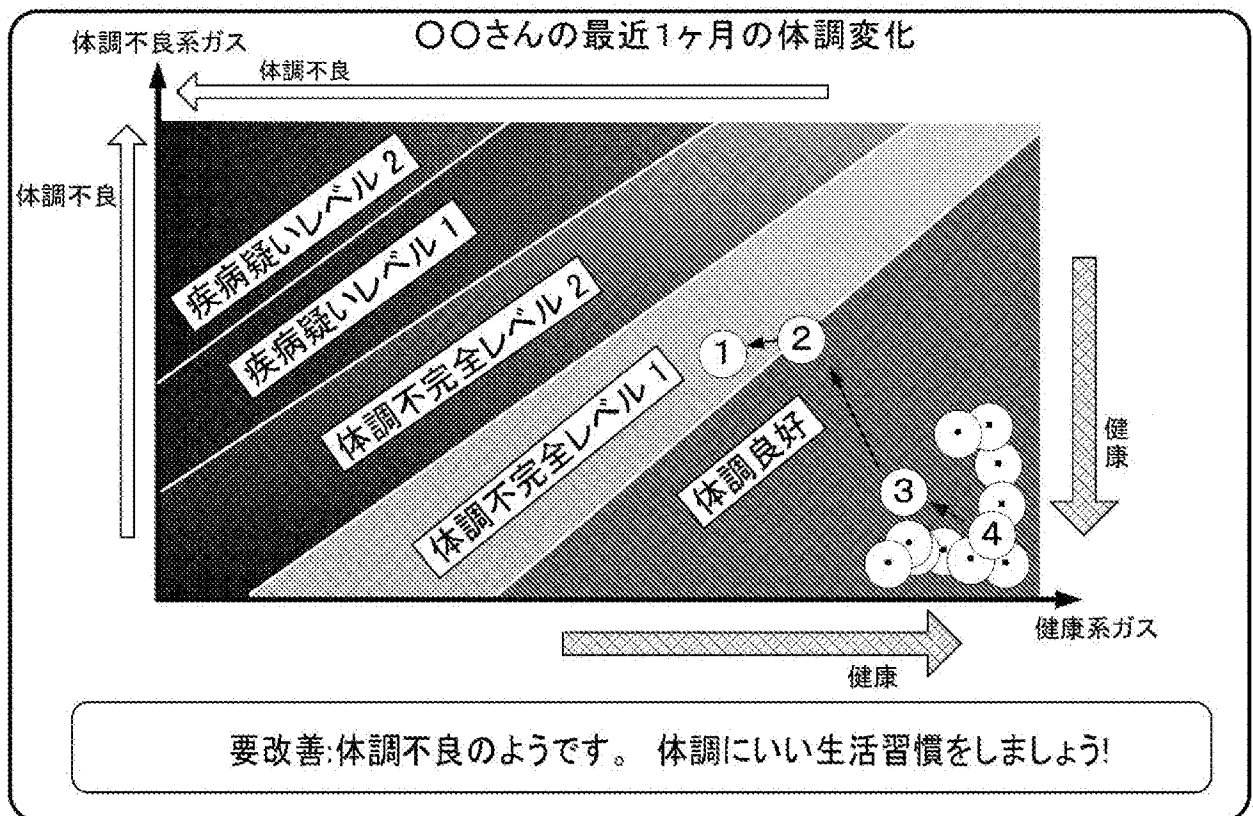 〇〇さんの最近1ヶ月の体調変化
体調不良系ガス
体調不良
体調不良
疾病疑いレベル 2
疾病疑いレベル 1
体調不完全レベル 2
体調不完全レベル 1
体調良好
1
2
3
4
健康
健康系ガス
健康
要改善:体調不良のようです。 体調にいい生活習慣をしましょう!